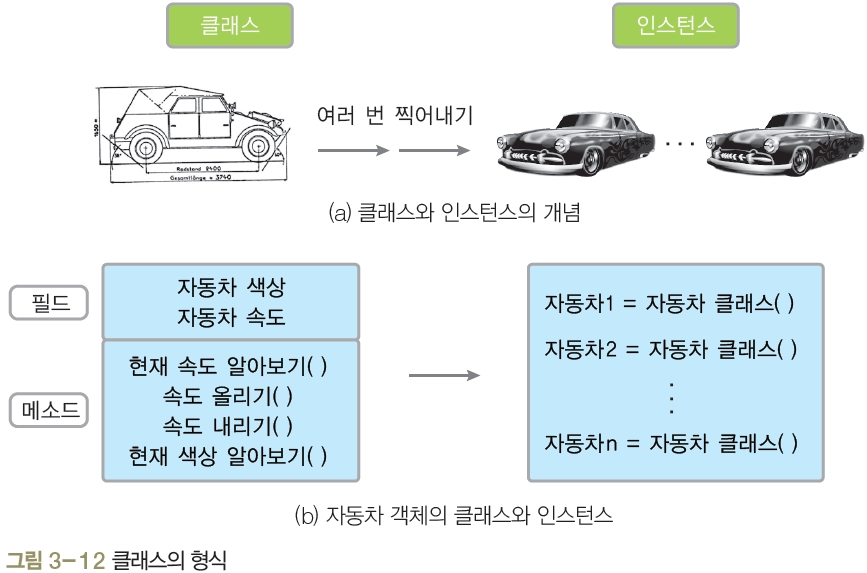 클래스
인스턴스
여러 번 찍어내기
Radstand 2400
Gesamtlänge = 3740
(a) 클래스와 인스턴스의 개념
필드
자동차 색상
자동차 속도
메소드
현재 속도 알아보기( )
속도 올리기( )
속도 내리기( )
현재 색상 알아보기( )
자동차1 = 자동차 클래스( )
자동차2 = 자동차 클래스( )
⋮
자동차n = 자동차 클래스( )
(b) 자동차 객체의 클래스와 인스턴스
그림 3-12 클래스의 형식